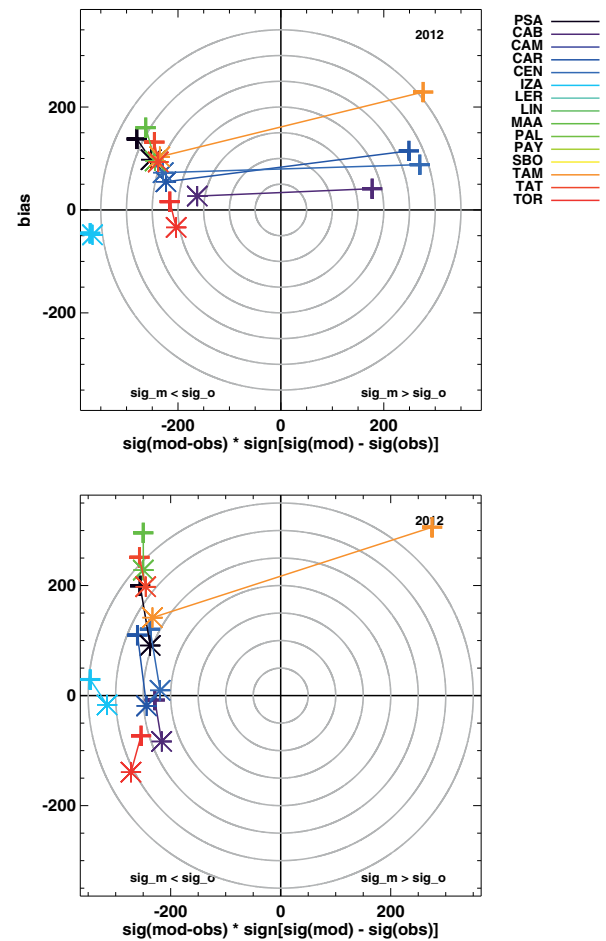 2012
200
0
-200
bias
sig_m < sig_o
sig_m > sig_o
-200
0
200
sig(mod-obs) * sign[sig(mod) - sig(obs)]
PSA
CAB
CAM
CAR
CEN
IZA
LER
LIN
MAA
PAL
PAY
SBO
TAM
TAT
TOR
2012
200
0
-200
sig_m < sig_o
sig_m > sig_o
-200
0
200
sig(mod-obs) * sign[sig(mod) - sig(obs)]